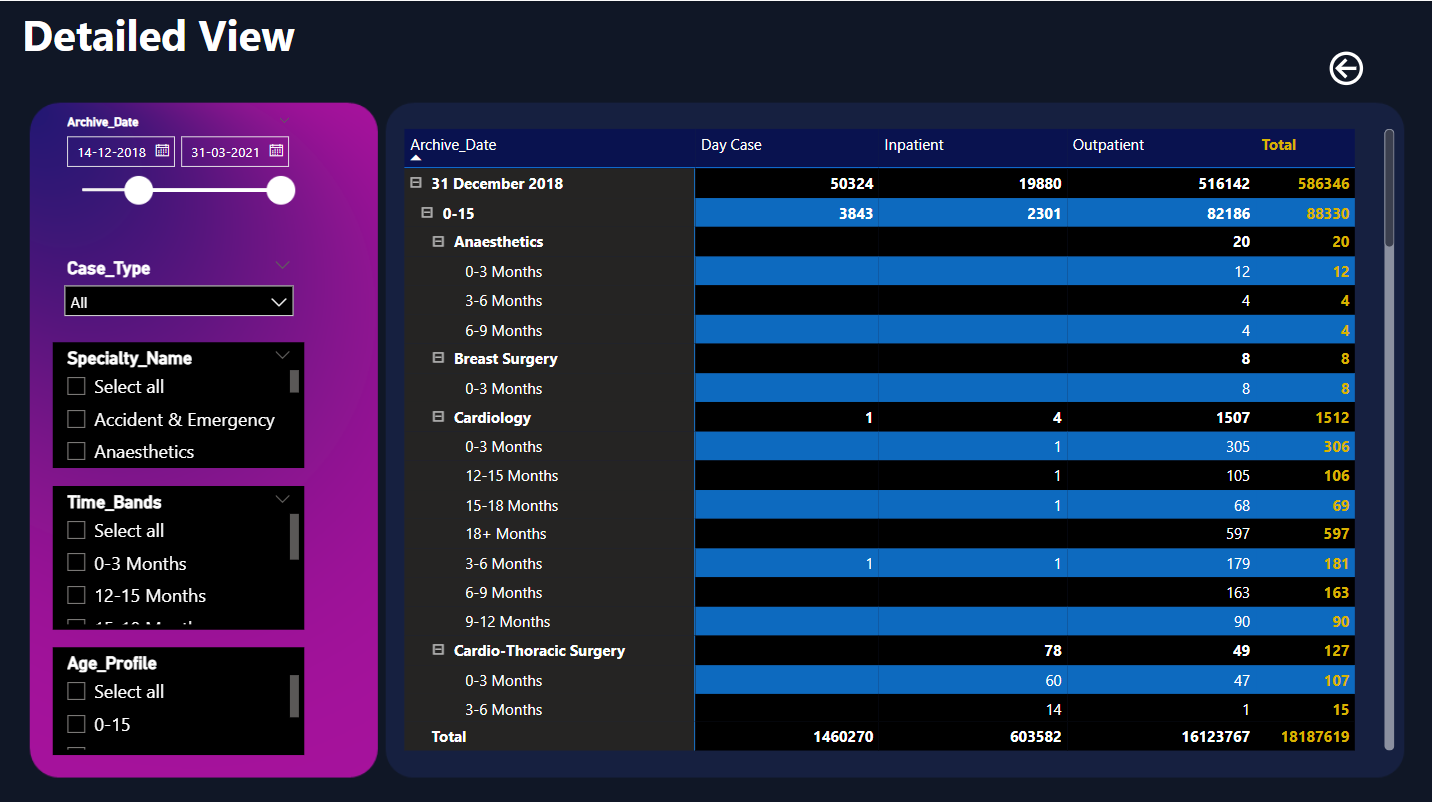 Detailed View
Archive_Date
14-12-2018 31-03-2021
Case_Type
All
Specialty_Name
Select all
Accident & Emergency
Anaesthetics
Time_Bands
Select all
0-3 Months
12-15 Months
Age_Profile
Select all
0-15
Archive_Date Day Case Inpatient Outpatient Total
31 December 2018 50324 19880 516142 586346
0-15 3843 2301 82186 88330
Anaesthetics 20 20
0-3 Months 12 12
3-6 Months 4 4
6-9 Months 4 4
Breast Surgery 8 8
0-3 Months 8 8
Cardiology 1 4 1507 1512
0-3 Months 1 305 306
12-15 Months 1 105 106
15-18 Months 1 68 69
18+ Months 597 597
3-6 Months 1 1 179 181
6-9 Months 163 163
9-12 Months 90 90
Cardio-Thoracic Surgery 78 49 127
0-3 Months 60 47 107
3-6 Months 14 1 15
Total 1460270 603582 16123767 18187619